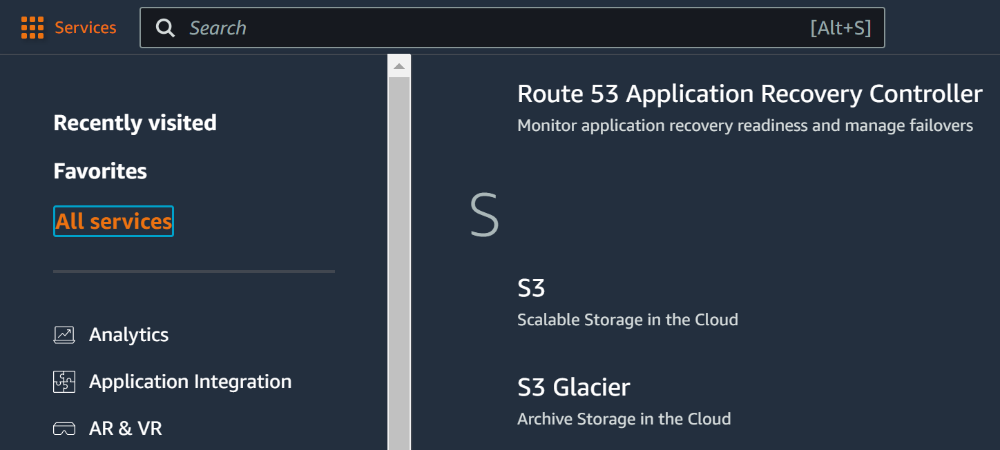 Services
Search [Alt+S]
Recently visited
Favorites
All services
Analytics
Application Integration
AR & VR
Route 53 Application Recovery Controller
Monitor application recovery readiness and manage failovers
S
S3
Scalable Storage in the Cloud
S3 Glacier
Archive Storage in the Cloud